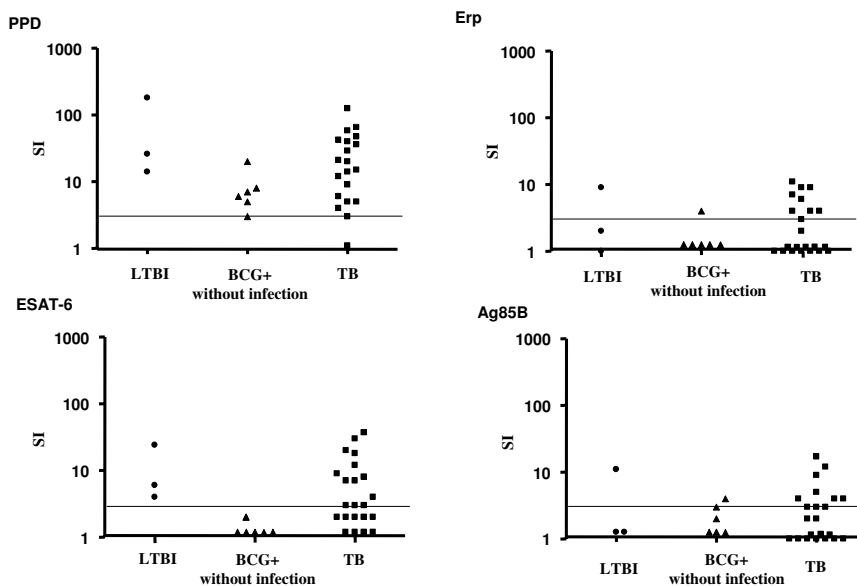 PPD
1000
100
10
1
SI
LTBI
BCG+
without infection
TB
Erp
1000
100
10
1
SI
LTBI
BCG+
without infection
TB
ESAT-6
1000
100
10
1
SI
LTBI
BCG+
without infection
TB
Ag85B
1000
100
10
1
SI
LTBI
BCG+
without infection
TB